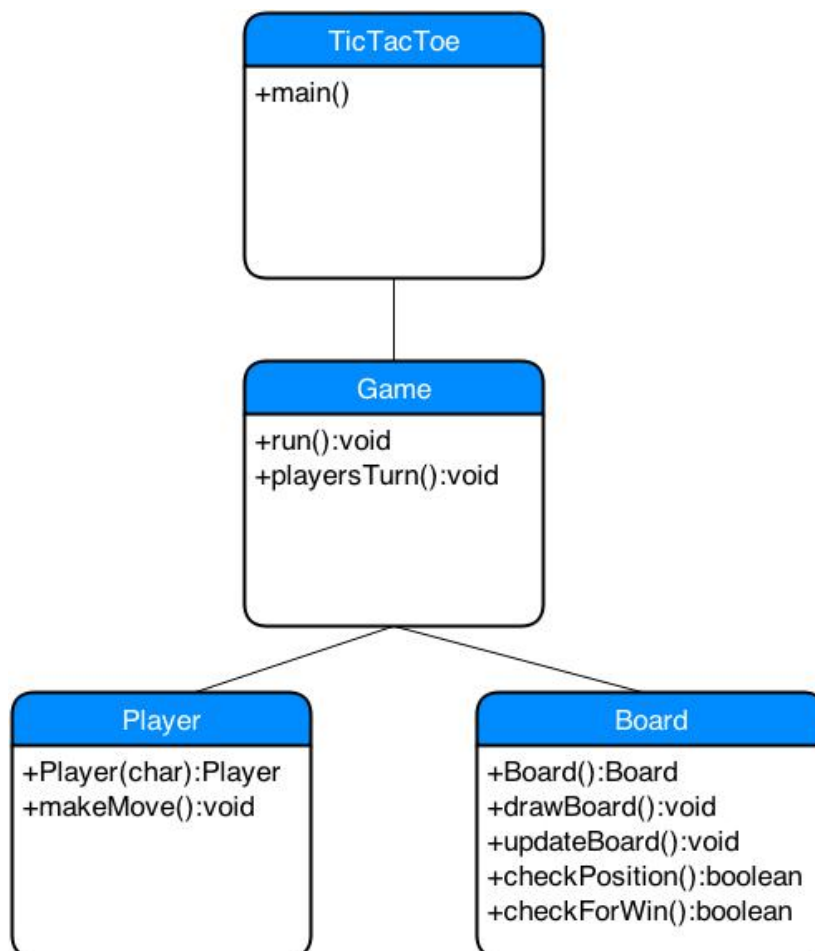 TicTacToe
+main()
Game
+run():void
+playersTurn():void
Player
+Player(char):Player
+makeMove():void
Board
+Board():Board
+drawBoard():void
+updateBoard():void
+checkPosition():boolean
+checkForWin():boolean